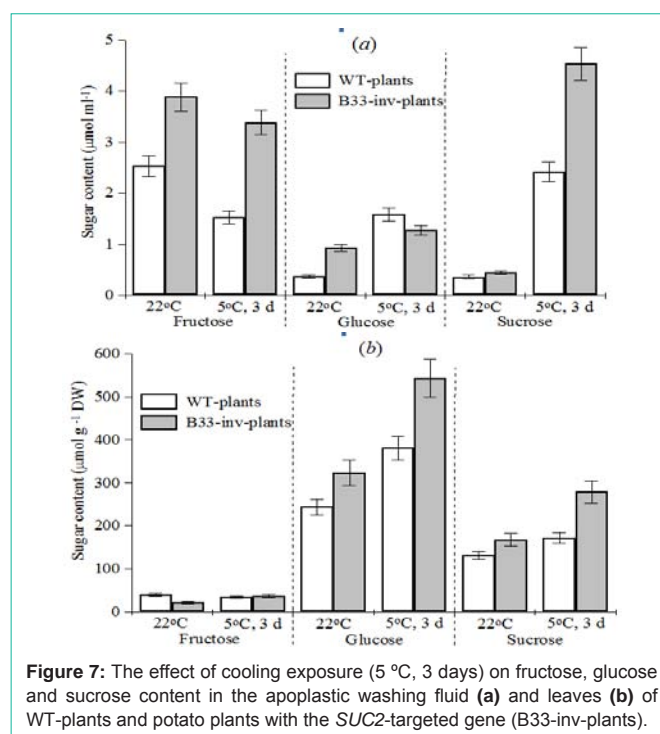 (a)
5
4
3
2
1
0
Sugar content (μmol ml⁻¹)
WT-plants
B33-inv-plants
22ºC 5ºC, 3 d 22ºC 5ºC, 3 d 22ºC 5ºC, 3 d
Fructose Glucose Sucrose
(b)
600
500
400
300
200
100
0
Sugar content (μmol g⁻¹ DW)
WT-plants
B33-inv-plants
22ºC 5ºC, 3 d 22ºC 5ºC, 3 d 22ºC 5ºC, 3 d
Fructose Glucose Sucrose
Figure 7: The effect of cooling exposure (5 ºC, 3 days) on fructose, glucose
and sucrose content in the apoplastic washing fluid (a) and leaves (b) of
WT-plants and potato plants with the SUC2-targeted gene (B33-inv-plants).